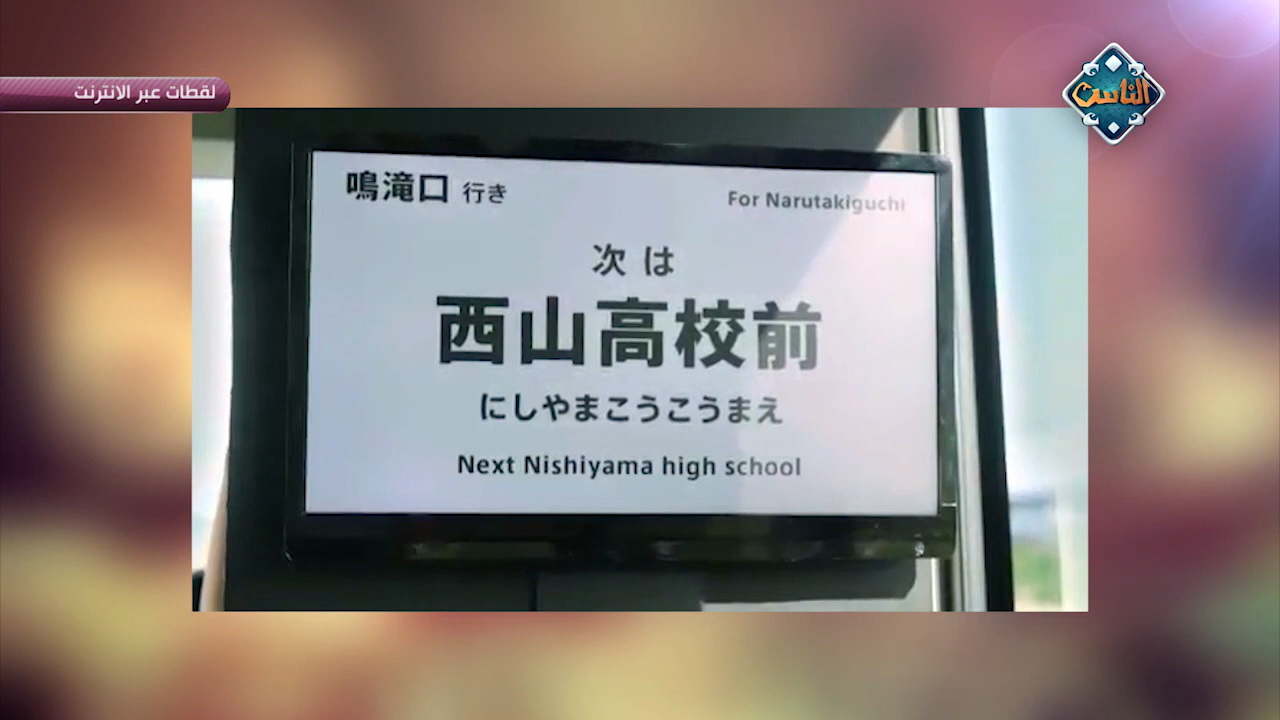 لقطات عبر الانترنت
الناس
鳴滝口 行き
For Narutakiguchi
次は
西山高校前
にしやまこうこうまえ
Next Nishiyama high school